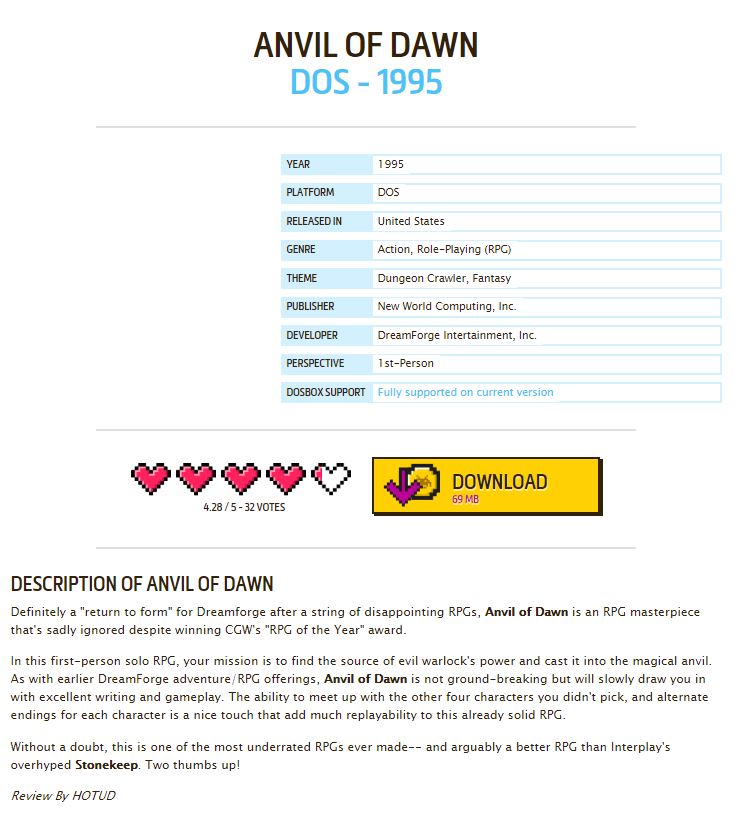 ANVIL OF DAWN
DOS - 1995
YEAR 1995
PLATFORM DOS
RELEASED IN United States
GENRE Action, Role-Playing (RPG)
THEME Dungeon Crawler, Fantasy
PUBLISHER New World Computing, Inc.
DEVELOPER DreamForge Intertainment, Inc.
PERSPECTIVE 1st-Person
DOSBOX SUPPORT Fully supported on current version
DOWNLOAD
69 MB
4.28 / 5 - 32 VOTES
DESCRIPTION OF ANVIL OF DAWN
Definitely a "return to form" for Dreamforge after a string of disappointing RPGs, Anvil of Dawn is an RPG masterpiece
that's sadly ignored despite winning CGW's "RPG of the Year" award.
In this first-person solo RPG, your mission is to find the source of evil warlock's power and cast it into the magical anvil.
As with earlier DreamForge adventure/RPG offerings, Anvil of Dawn is not ground-breaking but will slowly draw you in
with excellent writing and gameplay. The ability to meet up with the other four characters you didn't pick, and alternate
endings for each character is a nice touch that add much replayability to this already solid RPG.
Without a doubt, this is one of the most underrated RPGs ever made-- and arguably a better RPG than Interplay's
overhyped Stonekeep. Two thumbs up!
Review By HOTUD